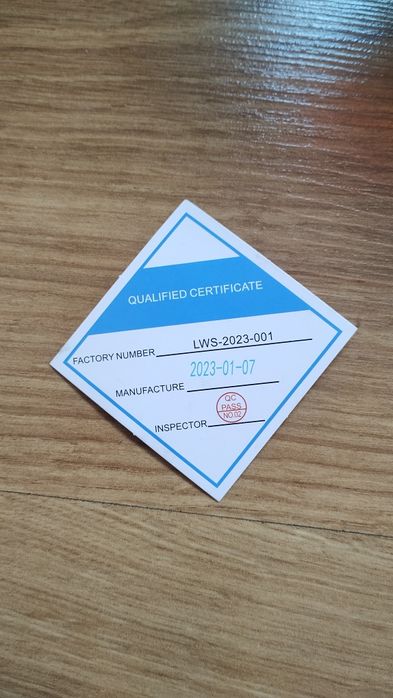 QUALIFIED CERTIFICATE
FACTORY NUMBER LWS-2023-001
MANUFACTURE 2023-01-07
INSPECTOR
QC
PASS
NO.02